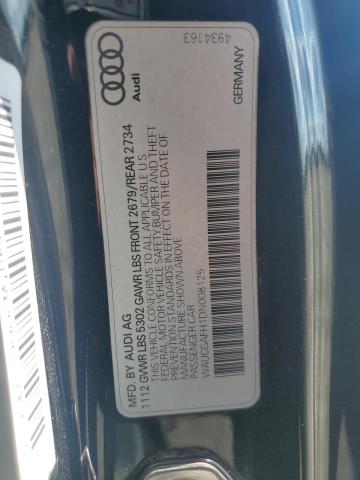 4934163
Audi
GERMANY
MFD. BY AUDI AG
1112 GVWR LBS 5302 GAWR LBS FRONT 2679/REAR 2734
THIS VEHICLE CONFORMS TO ALL APPLICABLE U.S.
FEDERAL MOTOR VEHICLE SAFETY BUMPER AND THEFT
PREVENTION STANDARDS IN EFFECT ON THE DATE OF
MANUFACTURE.
PASSENGER CAR
WAUCGAFH1DN008125